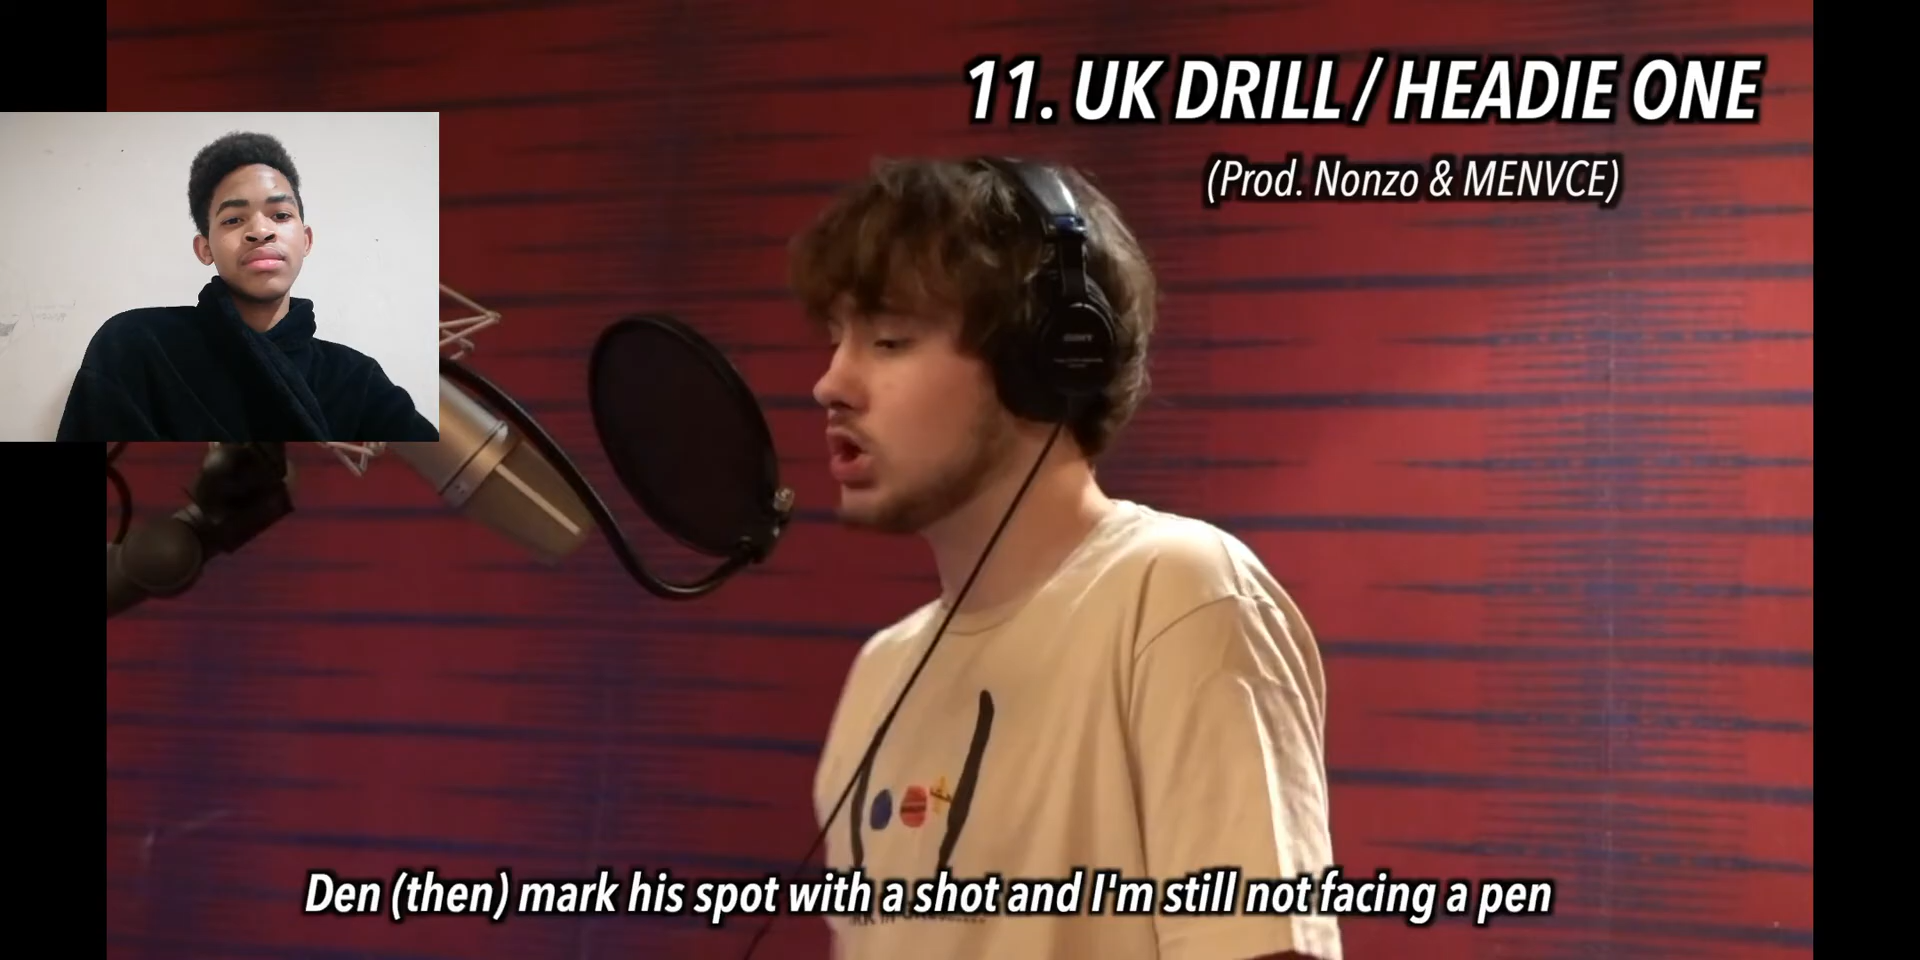 11. UK DRILL / HEADIE ONE
(Prod. Nonzo & MENVCE)
SONY
Den (then) mark his spot with a shot and I'm still not facing a pen